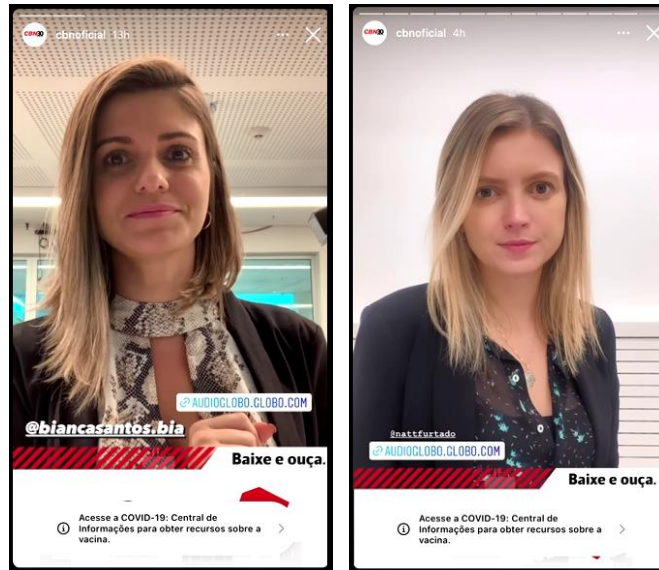 CBN30
cbnoficial 13h
AUDIOGLOBO.GLOBO.COM
@biancasantos.bia
Baixe e ouça.
Acesse a COVID-19: Central de
Informações para obter recursos sobre a
vacina.
CBN30
cbnoficial 4h
@nattfurtado
AUDIOGLOBO.GLOBO.COM
Baixe e ouça.
Acesse a COVID-19: Central de
Informações para obter recursos sobre a
vacina.